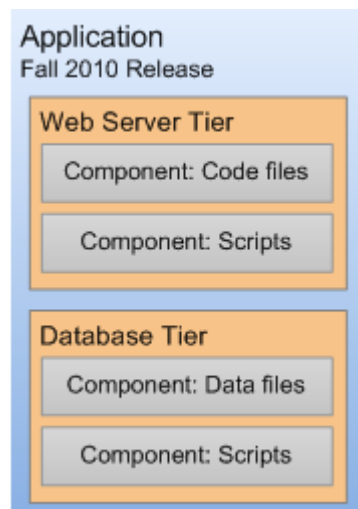 Application
Fall 2010 Release
Web Server Tier
Component: Code files
Component: Scripts
Database Tier
Component: Data files
Component: Scripts